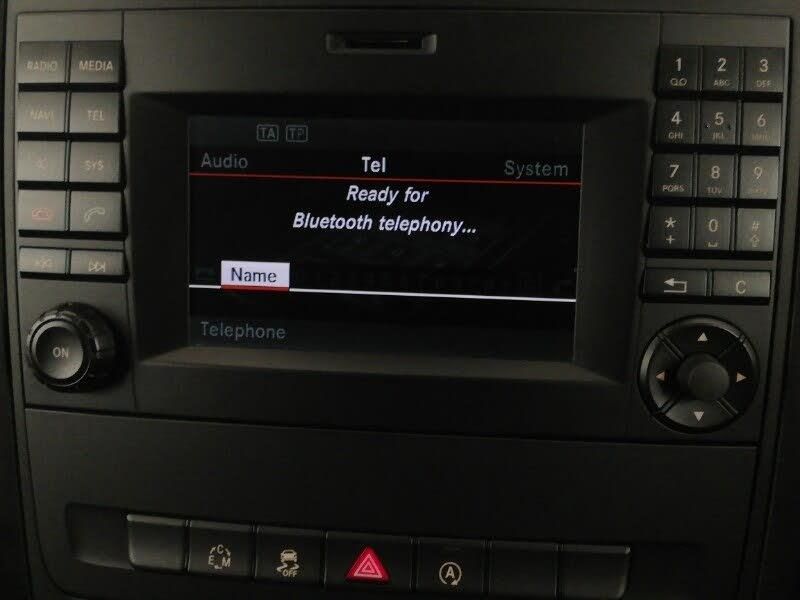 RADIO MEDIA
NAVI TEL
SYS
ON
TA TP
Audio Tel System
Ready for
Bluetooth telephony...
Name
Telephone
1 2 3
ABC DEF
4 5 6
GHI JKL MNO
7 8 9
PQRS TUV WXYZ
* 0 #
+
C
C
E M
OFF
A